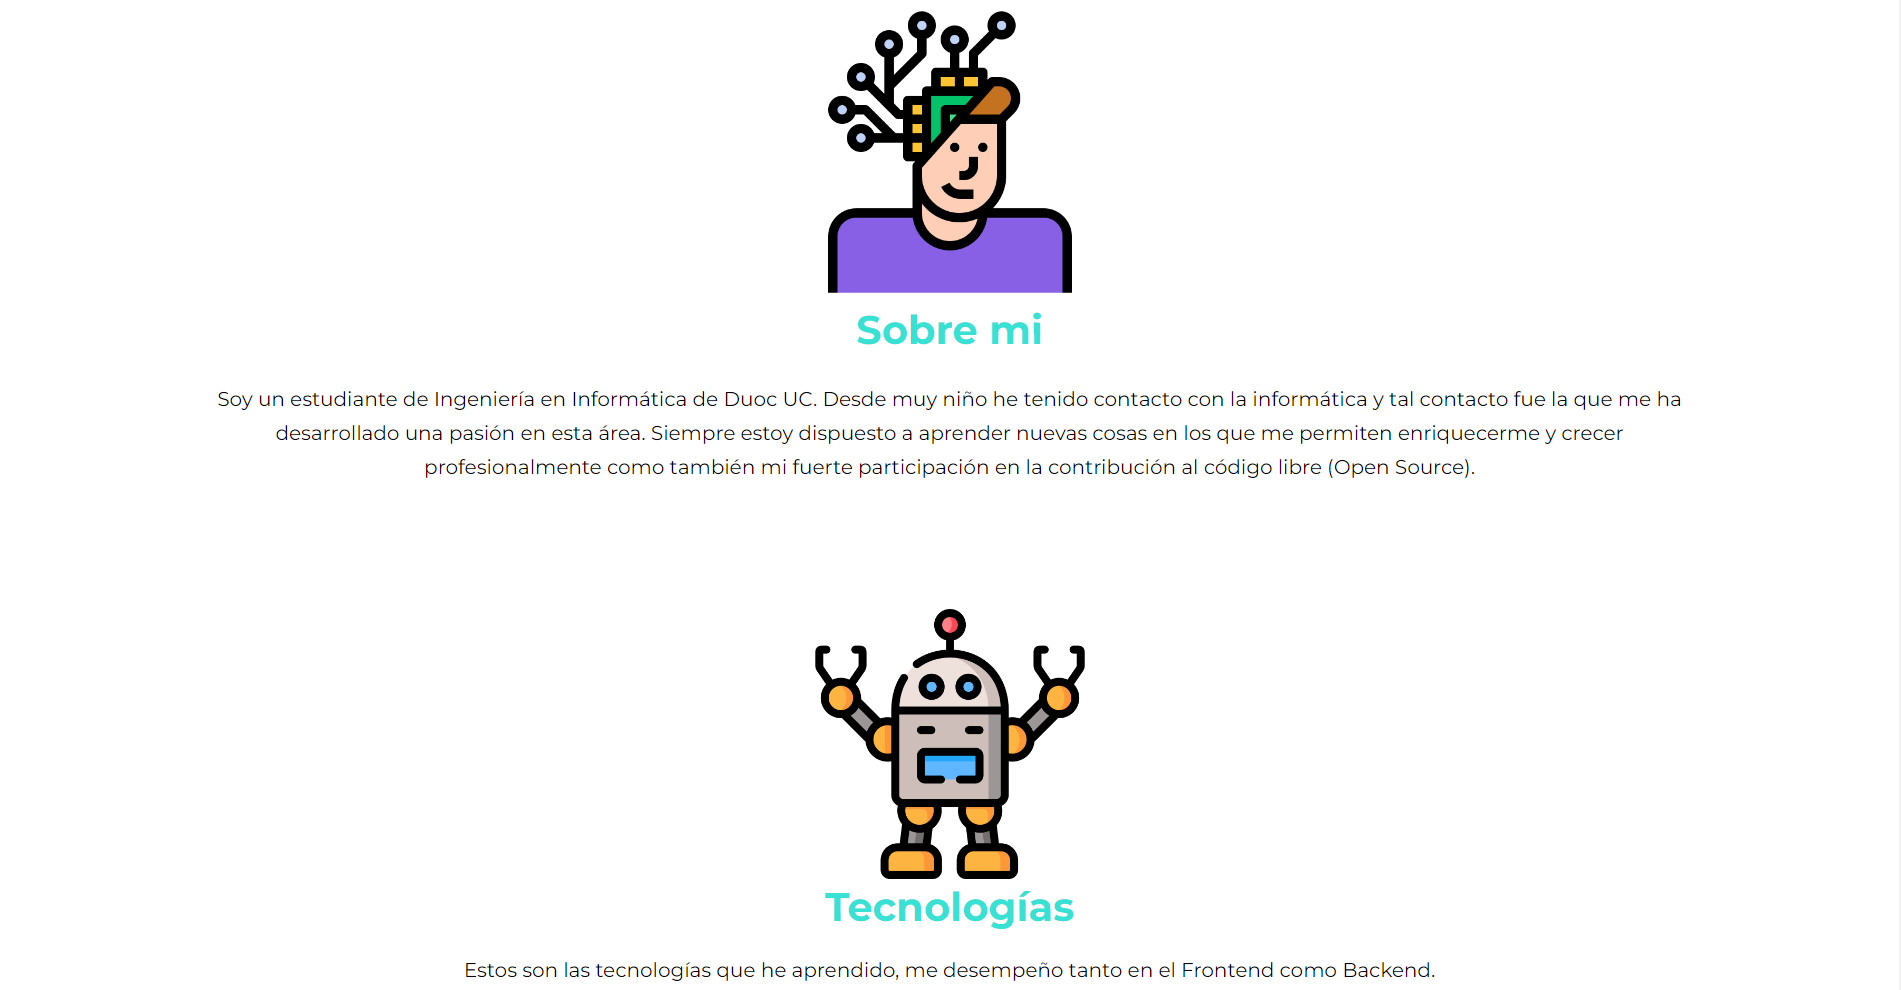 Sobre mi
Soy un estudiante de Ingeniería en Informática de Duoc UC. Desde muy niño he tenido contacto con la informática y tal contacto fue la que me ha
desarrollado una pasión en esta área. Siempre estoy dispuesto a aprender nuevas cosas en los que me permiten enriquecerme y crecer
profesionalmente como también mi fuerte participación en la contribución al código libre (Open Source).
Tecnologías
Estos son las tecnologías que he aprendido, me desempeño tanto en el Frontend como Backend.